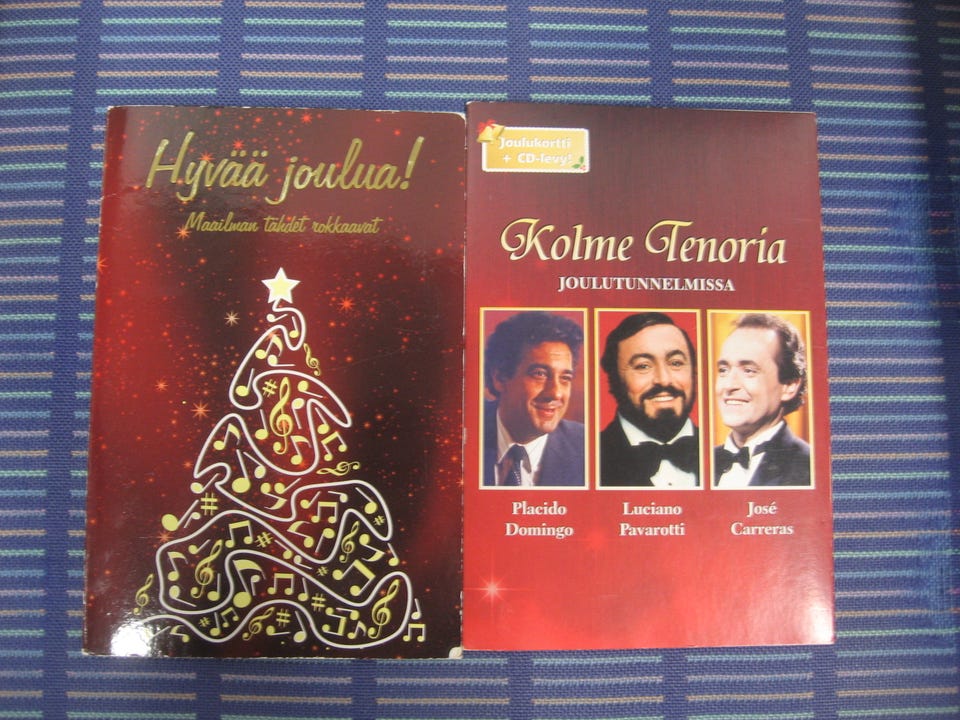 Hyvää joulua!
Maailman tähdet rokkaavat
Joulukortti
+ CD-levy!
Kolme Tenoria
JOULUTUNNELMISSA
Placido
Domingo
Luciano
Pavarotti
José
Carreras